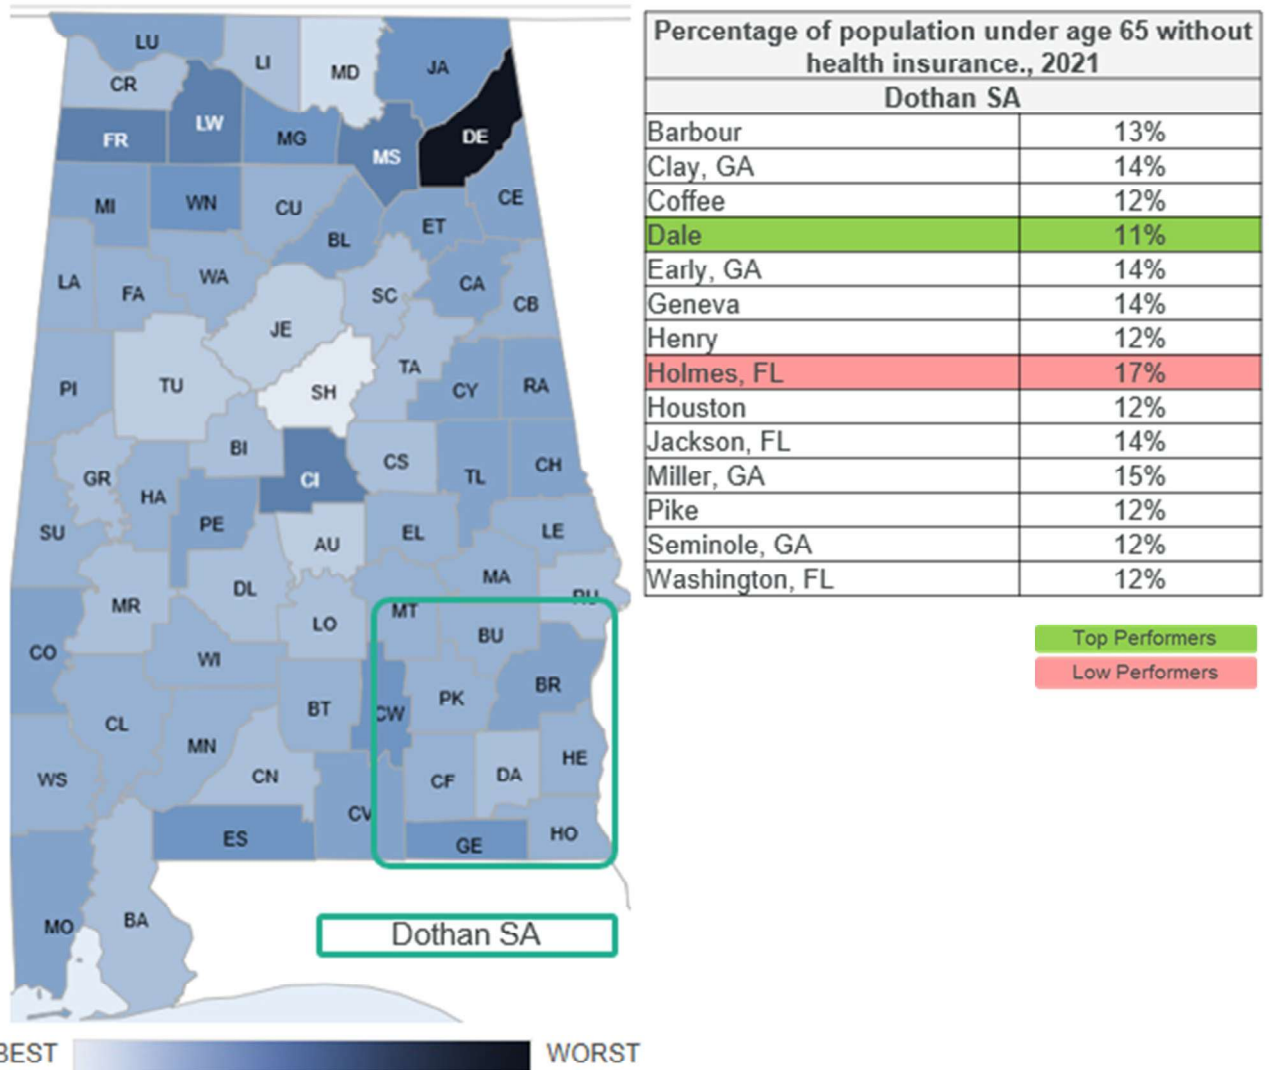 LU
LI
MD
JA
CR
FR
LW
MG
MS
DE
MI
WN
CU
BL
ET
CE
LA
FA
WA
SC
CA
CB
JE
PI
TU
SH
TA
CY
RA
GR
BI
CS
HA
CI
TL
CH
SU
PE
AU
EL
LE
MR
DL
LO
MT
MA
RU
CO
WI
BU
CL
BT
CW
PK
BR
WS
MN
CN
CF
DA
HE
ES
CV
GE
HO
MO
BA
Dothan SA
BEST
WORST
Percentage of population under age 65 without
health insurance., 2021
Dothan SA
Barbour 13%
Clay, GA 14%
Coffee 12%
Dale 11%
Early, GA 14%
Geneva 14%
Henry 12%
Holmes, FL 17%
Houston 12%
Jackson, FL 14%
Miller, GA 15%
Pike 12%
Seminole, GA 12%
Washington, FL 12%
Top Performers
Low Performers